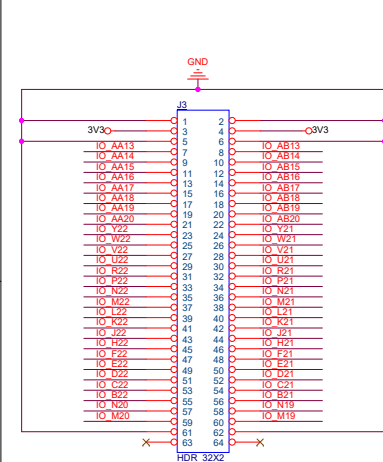 GND
J3
1 2
3V3 3 4 3V3
5 6
IO_AA13 7 8 IO_AB13
IO_AA14 9 10 IO_AB14
IO_AA15 11 12 IO_AB15
IO_AA16 13 14 IO_AB16
IO_AA17 15 16 IO_AB17
IO_AA18 17 18 IO_AB18
IO_AA19 19 20 IO_AB19
IO_AA20 21 22 IO_AB20
IO_Y22 23 24 IO_Y21
IO_W22 25 26 IO_W21
IO_V22 27 28 IO_V21
IO_U22 29 30 IO_U21
IO_R22 31 32 IO_R21
IO_P22 33 34 IO_P21
IO_N22 35 36 IO_N21
IO_M22 37 38 IO_M21
IO_L22 39 40 IO_L21
IO_K22 41 42 IO_K21
IO_J22 43 44 IO_J21
IO_H22 45 46 IO_H21
IO_F22 47 48 IO_F21
IO_E22 49 50 IO_E21
IO_D22 51 52 IO_D21
IO_C22 53 54 IO_C21
IO_B22 55 56 IO_B21
IO_N20 57 58 IO_N19
IO_M20 59 60 IO_M19
61 62
63 64
HDR 32X2